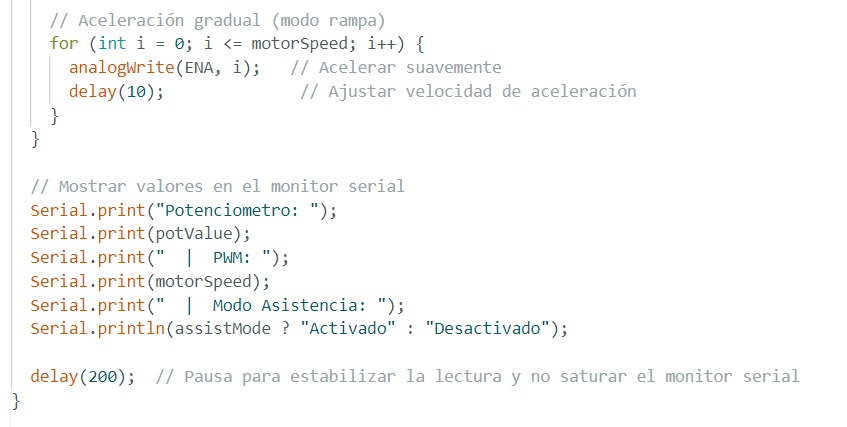 // Aceleración gradual (modo rampa)
for (int i = 0; i <= motorSpeed; i++) {
analogWrite(ENA, i);   // Acelerar suavemente
delay(10);             // Ajustar velocidad de aceleración
}
}
// Mostrar valores en el monitor serial
Serial.print("Potenciometro: ");
Serial.print(potValue);
Serial.print("  |  PWM: ");
Serial.print(motorSpeed);
Serial.print("  |  Modo Asistencia: ");
Serial.println(assistMode ? "Activado" : "Desactivado");
delay(200);  // Pausa para estabilizar la lectura y no saturar el monitor serial
}